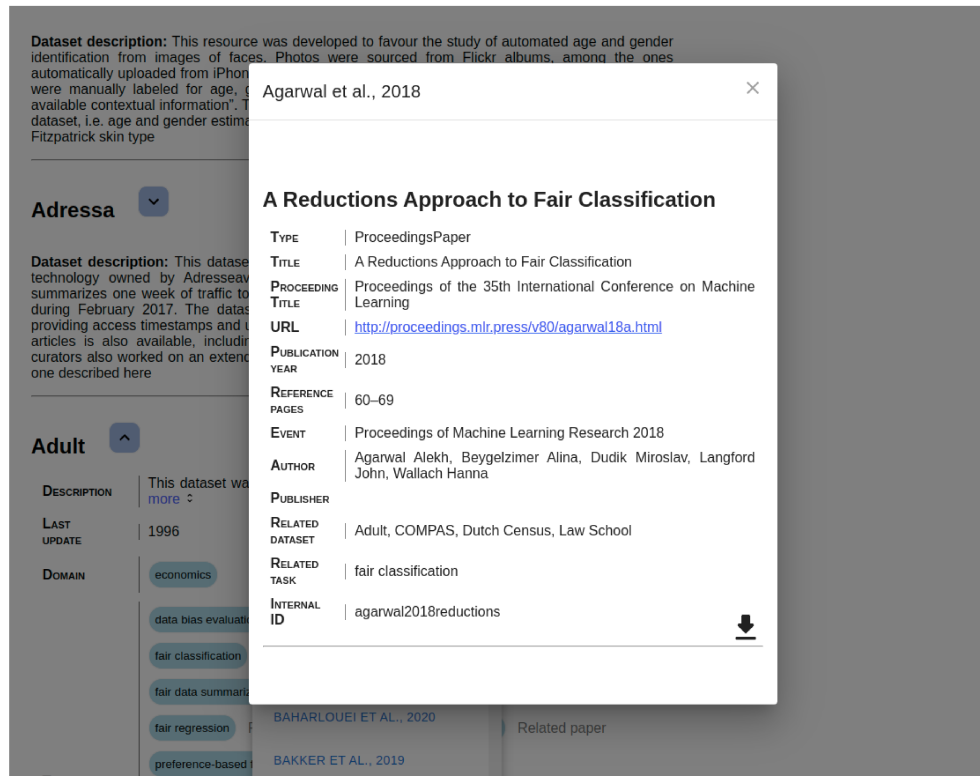 Dataset description: This resource was developed to favour the study of automated age and gender
identification from images of faces. Photos were sourced from Flickr albums, among the ones
automatically uploaded from iPhon
were manually labeled for age, g
available contextual information". T
dataset, i.e. age and gender estima
Fitzpatrick skin type
Adressa
Dataset description: This datase
technology owned by Adresseav
summarizes one week of traffic to
during February 2017. The datas
providing access timestamps and u
articles is also available, includin
curators also worked on an extend
one described here
Adult
DESCRIPTION This dataset wa
more
LAST UPDATE 1996
DOMAIN economics
data bias evaluatio
fair classification
fair data summariz
fair regression
preference-based f
Agarwal et al., 2018
A Reductions Approach to Fair Classification
TYPE ProceedingsPaper
TITLE A Reductions Approach to Fair Classification
PROCEEDING TITLE Proceedings of the 35th International Conference on Machine
Learning
URL http://proceedings.mlr.press/v80/agarwal18a.html
PUBLICATION YEAR 2018
REFERENCE PAGES 60–69
EVENT Proceedings of Machine Learning Research 2018
AUTHOR Agarwal Alekh, Beygelzimer Alina, Dudik Miroslav, Langford
John, Wallach Hanna
PUBLISHER
RELATED DATASET Adult, COMPAS, Dutch Census, Law School
RELATED TASK fair classification
INTERNAL ID agarwal2018reductions
BAHARLOUEI ET AL., 2020
Related paper
BAKKER ET AL., 2019